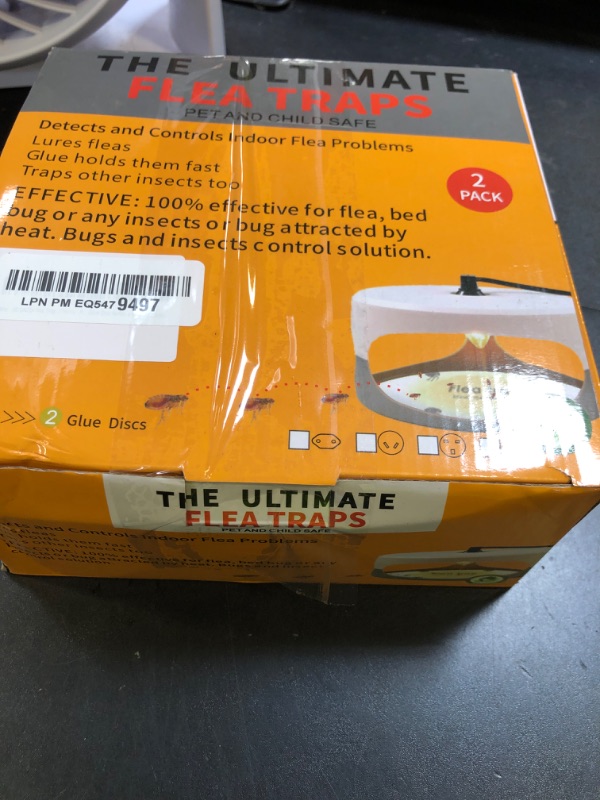 THE ULTIMATE
FLEA TRAPS
PET AND CHILD SAFE
Detects and Controls Indoor Flea Problems
Lures fleas
Glue holds them fast
Traps other insects too
EFFECTIVE: 100% effective for flea, bed
bug or any insects or bug attracted by
heat. Bugs and insects control solution.
2
PACK
LPN PM EQ5479497
>>> 2 Glue Discs
THE ULTIMATE
FLEA TRAPS
PET AND CHILD SAFE
and Controls Indoor Flea Problems